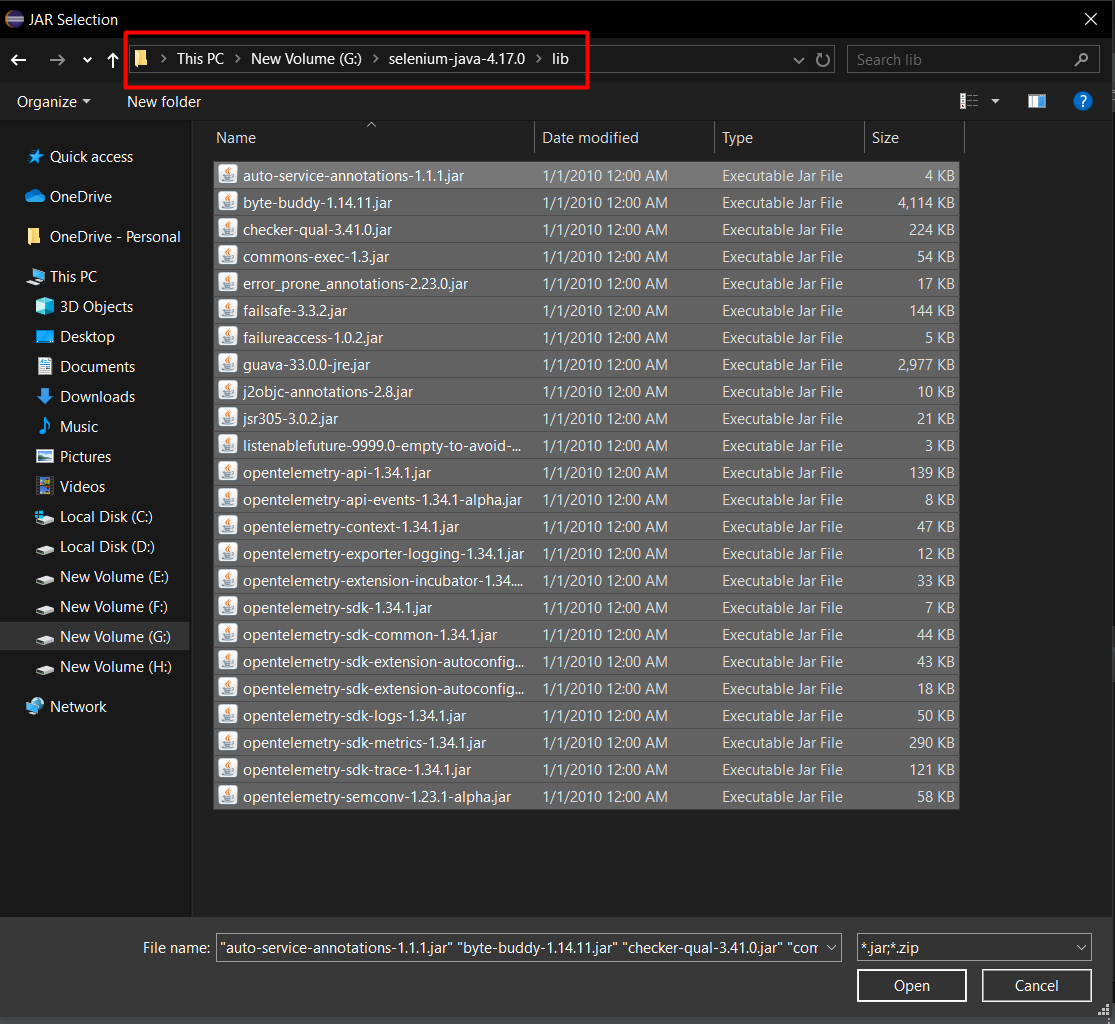 JAR Selection
This PC > New Volume (G:) > selenium-java-4.17.0 > lib
Search lib
Organize
New folder
Name Date modified Type Size
Quick access
OneDrive
OneDrive - Personal
This PC
3D Objects
Desktop
Documents
Downloads
Music
Pictures
Videos
Local Disk (C:)
Local Disk (D:)
New Volume (E:)
New Volume (F:)
New Volume (G:)
New Volume (H:)
Network
auto-service-annotations-1.1.1.jar 1/1/2010 12:00 AM Executable Jar File 4 KB
byte-buddy-1.14.11.jar 1/1/2010 12:00 AM Executable Jar File 4,114 KB
checker-qual-3.41.0.jar 1/1/2010 12:00 AM Executable Jar File 224 KB
commons-exec-1.3.jar 1/1/2010 12:00 AM Executable Jar File 54 KB
error_prone_annotations-2.23.0.jar 1/1/2010 12:00 AM Executable Jar File 17 KB
failsafe-3.3.2.jar 1/1/2010 12:00 AM Executable Jar File 144 KB
failureaccess-1.0.2.jar 1/1/2010 12:00 AM Executable Jar File 5 KB
guava-33.0.0-jre.jar 1/1/2010 12:00 AM Executable Jar File 2,977 KB
j2objc-annotations-2.8.jar 1/1/2010 12:00 AM Executable Jar File 10 KB
jsr305-3.0.2.jar 1/1/2010 12:00 AM Executable Jar File 21 KB
listenablefuture-9999.0-empty-to-avoid-... 1/1/2010 12:00 AM Executable Jar File 3 KB
opentelemetry-api-1.34.1.jar 1/1/2010 12:00 AM Executable Jar File 139 KB
opentelemetry-api-events-1.34.1-alpha.jar 1/1/2010 12:00 AM Executable Jar File 8 KB
opentelemetry-context-1.34.1.jar 1/1/2010 12:00 AM Executable Jar File 47 KB
opentelemetry-exporter-logging-1.34.1.jar 1/1/2010 12:00 AM Executable Jar File 12 KB
opentelemetry-extension-incubator-1.34.... 1/1/2010 12:00 AM Executable Jar File 33 KB
opentelemetry-sdk-1.34.1.jar 1/1/2010 12:00 AM Executable Jar File 7 KB
opentelemetry-sdk-common-1.34.1.jar 1/1/2010 12:00 AM Executable Jar File 44 KB
opentelemetry-sdk-extension-autoconfig... 1/1/2010 12:00 AM Executable Jar File 43 KB
opentelemetry-sdk-extension-autoconfig... 1/1/2010 12:00 AM Executable Jar File 18 KB
opentelemetry-sdk-logs-1.34.1.jar 1/1/2010 12:00 AM Executable Jar File 50 KB
opentelemetry-sdk-metrics-1.34.1.jar 1/1/2010 12:00 AM Executable Jar File 290 KB
opentelemetry-sdk-trace-1.34.1.jar 1/1/2010 12:00 AM Executable Jar File 121 KB
opentelemetry-semconv-1.23.1-alpha.jar 1/1/2010 12:00 AM Executable Jar File 58 KB
File name: "auto-service-annotations-1.1.1.jar" "byte-buddy-1.14.11.jar" "checker-qual-3.41.0.jar" "com
*.jar;*.zip
Open
Cancel